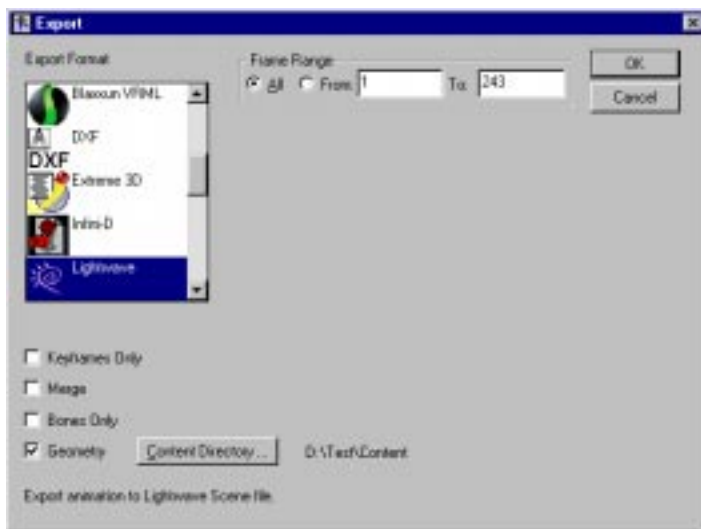 Export
Export Format
Blaxxun VRML
A
DXF
DXF
Extreme 3D
Infini-D
Lightwave
Frame Range
All From: 1 To: 243
OK
Cancel
Keyframes Only
Merge
Bones Only
Geometry Content Directory... D:\Test\Content
Export animation to Lightwave Scene file.